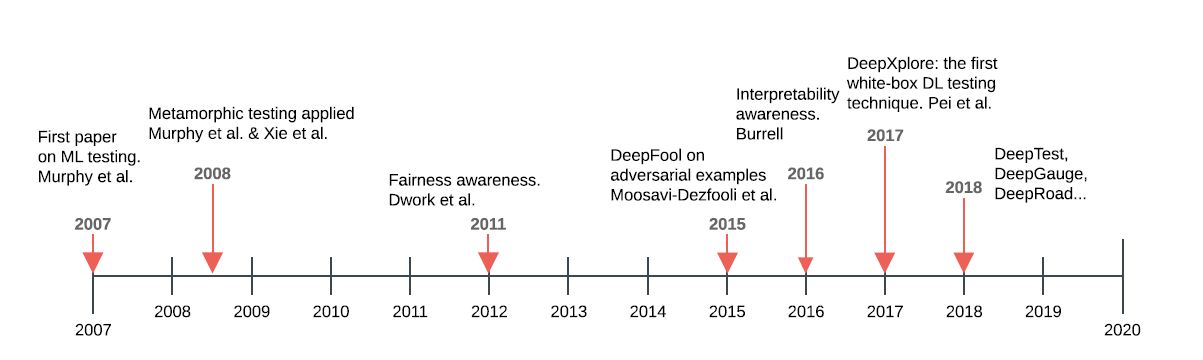 First paper
on ML testing.
Murphy et al.
2007
Metamorphic testing applied
Murphy et al. & Xie et al.
2008
Fairness awareness.
Dwork et al.
2011
DeepFool on
adversarial examples
Moosavi-Dezfooli et al.
2015
Interpretability
awareness.
Burrell
2016
DeepXplore: the first
white-box DL testing
technique. Pei et al.
2017
DeepTest,
DeepGauge,
DeepRoad...
2018
2007
2008
2009
2010
2011
2012
2013
2014
2015
2016
2017
2018
2019
2020